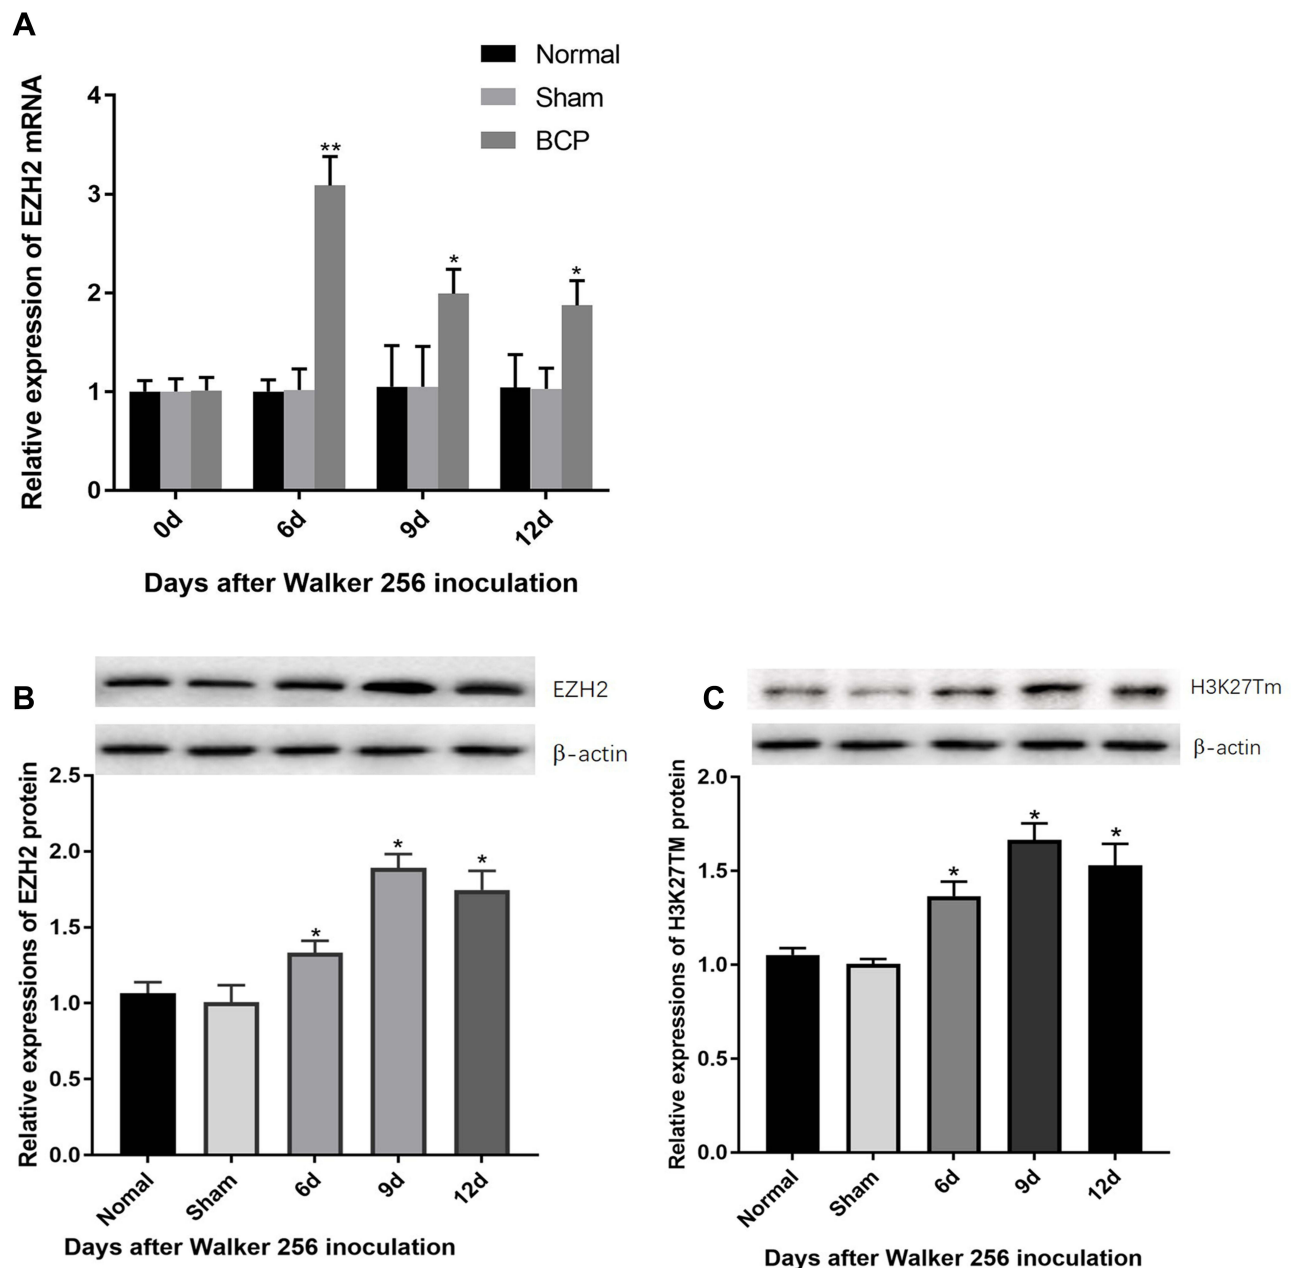 A
Normal
Sham
BCP
Relative expression of EZH2 mRNA
4
3
2
1
0
**
*
*
0d
6d
9d
12d
Days after Walker 256 inoculation
B
EZH2
β-actin
Relative expressions of EZH2 protein
2.5
2.0
1.5
1.0
0.5
0.0
*
*
*
Nomal
Sham
6d
9d
12d
Days after Walker 256 inoculation
C
H3K27Tm
β-actin
Relative expressions of H3K27TM protein
2.0
1.5
1.0
0.5
0.0
*
*
*
Normal
Sham
6d
9d
12d
Days after Walker 256 inoculation